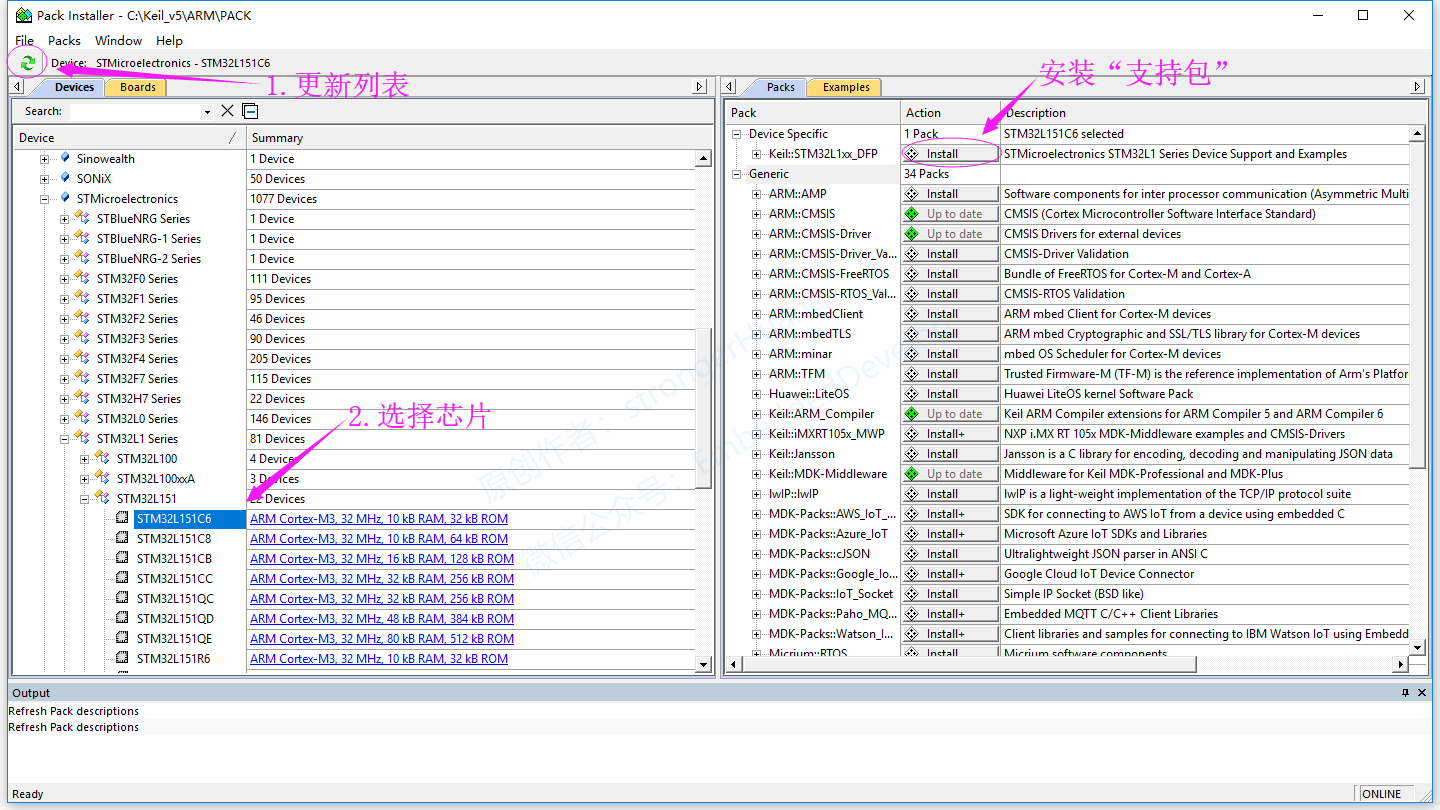 Pack Installer - C:\Keil_v5\ARM\PACK
File Packs Window Help
Device: STMicroelectronics - STM32L151C6
1.更新列表
安装“支持包”
Devices Boards
Search:
Device Summary
Sinowealth 1 Device
SONiX 50 Devices
STMicroelectronics 1077 Devices
STBlueNRG Series 1 Device
STBlueNRG-1 Series 1 Device
STBlueNRG-2 Series 1 Device
STM32F0 Series 111 Devices
STM32F1 Series 95 Devices
STM32F2 Series 46 Devices
STM32F3 Series 90 Devices
STM32F4 Series 205 Devices
STM32F7 Series 115 Devices
STM32H7 Series 22 Devices
STM32L0 Series 146 Devices
2.选择芯片
STM32L1 Series 81 Devices
STM32L100 4 Devices
STM32L100xxA 3 Devices
STM32L151 22 Devices
STM32L151C6 ARM Cortex-M3, 32 MHz, 10 kB RAM, 32 kB ROM
STM32L151C8 ARM Cortex-M3, 32 MHz, 10 kB RAM, 64 kB ROM
STM32L151CB ARM Cortex-M3, 32 MHz, 16 kB RAM, 128 kB ROM
STM32L151CC ARM Cortex-M3, 32 MHz, 32 kB RAM, 256 kB ROM
STM32L151QC ARM Cortex-M3, 32 MHz, 32 kB RAM, 256 kB ROM
STM32L151QD ARM Cortex-M3, 32 MHz, 48 kB RAM, 384 kB ROM
STM32L151QE ARM Cortex-M3, 32 MHz, 80 kB RAM, 512 kB ROM
STM32L151R6 ARM Cortex-M3, 32 MHz, 10 kB RAM, 32 kB ROM
Packs Examples
Pack Action Description
Device Specific 1 Pack STM32L151C6 selected
Keil::STM32L1xx_DFP Install STMicroelectronics STM32L1 Series Device Support and Examples
Generic 34 Packs
ARM::AMP Install Software components for inter processor communication (Asymmetric Multi
ARM::CMSIS Up to date CMSIS (Cortex Microcontroller Software Interface Standard)
ARM::CMSIS-Driver Up to date CMSIS Drivers for external devices
ARM::CMSIS-Driver_Va... Install CMSIS-Driver Validation
ARM::CMSIS-FreeRTOS Install Bundle of FreeRTOS for Cortex-M and Cortex-A
ARM::CMSIS-RTOS_Val... Install CMSIS-RTOS Validation
ARM::mbedClient Install ARM mbed Client for Cortex-M devices
ARM::mbedTLS Install ARM mbed Cryptographic and SSL/TLS library for Cortex-M devices
ARM::minar Install mbed OS Scheduler for Cortex-M devices
ARM::TFM Install Trusted Firmware-M (TF-M) is the reference implementation of Arm's Platfor
Huawei::LiteOS Install Huawei LiteOS kernel Software Pack
Keil::ARM_Compiler Up to date Keil ARM Compiler extensions for ARM Compiler 5 and ARM Compiler 6
Keil::iMXRT105x_MWP Install+ NXP i.MX RT 105x MDK-Middleware examples and CMSIS-Drivers
Keil::Jansson Install Jansson is a C library for encoding, decoding and manipulating JSON data
Keil::MDK-Middleware Up to date Middleware for Keil MDK-Professional and MDK-Plus
lwIP::lwIP Install lwIP is a light-weight implementation of the TCP/IP protocol suite
MDK-Packs::AWS_IoT_... Install+ SDK for connecting to AWS IoT from a device using embedded C
MDK-Packs::Azure_IoT Install+ Microsoft Azure IoT SDKs and Libraries
MDK-Packs::cJSON Install Ultralightweight JSON parser in ANSI C
MDK-Packs::Google_Io... Install+ Google Cloud IoT Device Connector
MDK-Packs::IoT_Socket Install+ Simple IP Socket (BSD like)
MDK-Packs::Paho_MQ... Install+ Embedded MQTT C/C++ Client Libraries
MDK-Packs::Watson_I... Install+ Client libraries and samples for connecting to IBM Watson IoT using Embedd
Micrium::RTOS Install Micrium software components
原创作者：strongerH
微信公众号：Embe dDeve
Output
Refresh Pack descriptions
Refresh Pack descriptions
Ready ONLINE